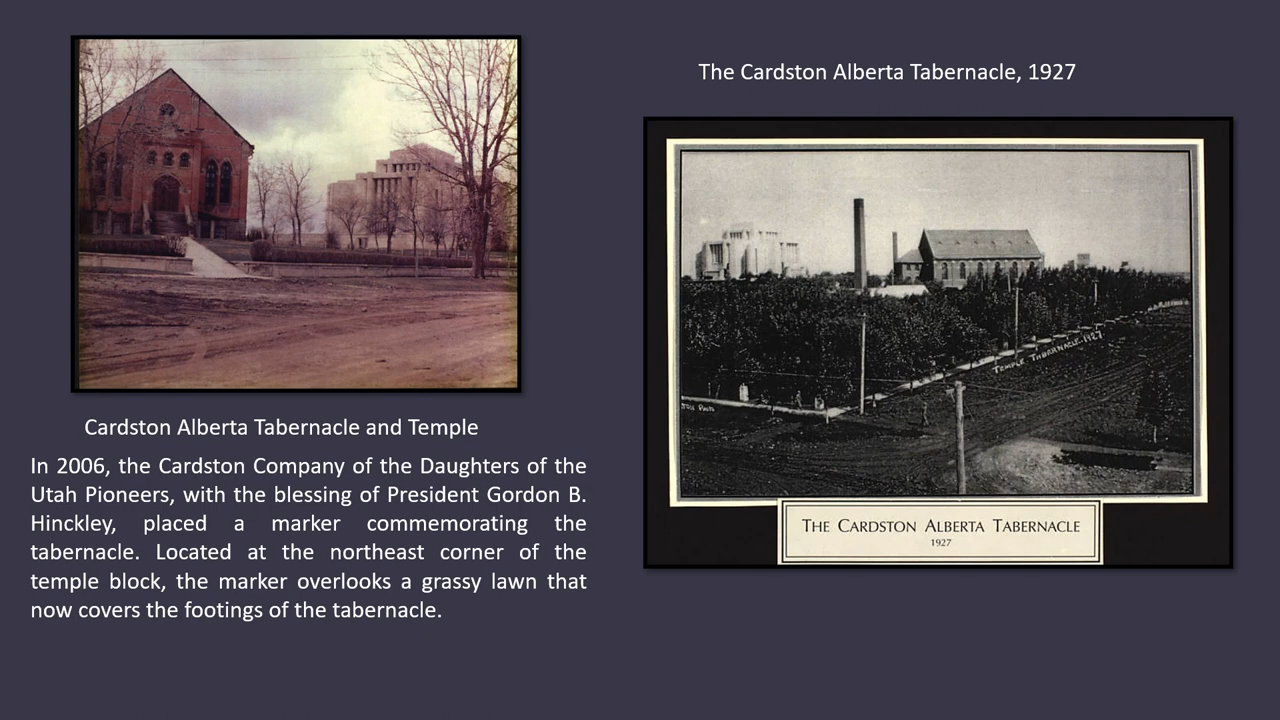 Cardston Alberta Tabernacle and Temple
In 2006, the Cardston Company of the Daughters of the
Utah Pioneers, with the blessing of President Gordon B.
Hinckley, placed a marker commemorating the
tabernacle. Located at the northeast corner of the
temple block, the marker overlooks a grassy lawn that
now covers the footings of the tabernacle.
The Cardston Alberta Tabernacle, 1927
TEMPLE TABERNACLE-1927
THE CARDSTON ALBERTA TABERNACLE
1927